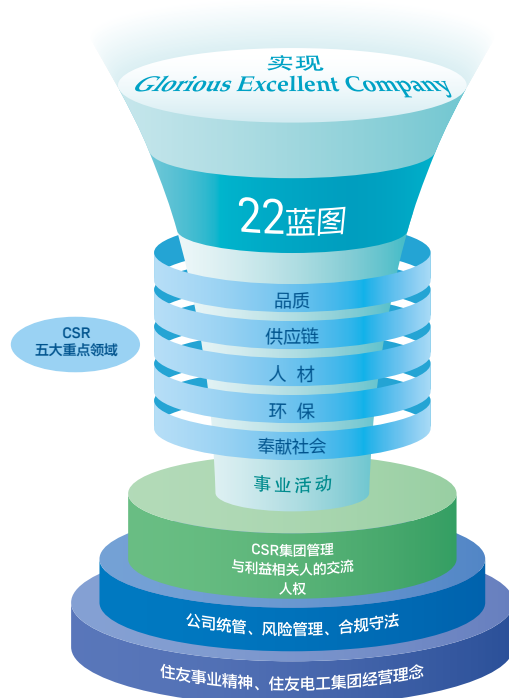 实现
Glorious Excellent Company
22蓝图
品质
供应链
人材
环保
奉献社会
CSR
五大重点领域
事业活动
CSR集团管理
与利益相关人的交流
人权
公司统管、风险管理、合规守法
住友事业精神、住友电工集团经营理念